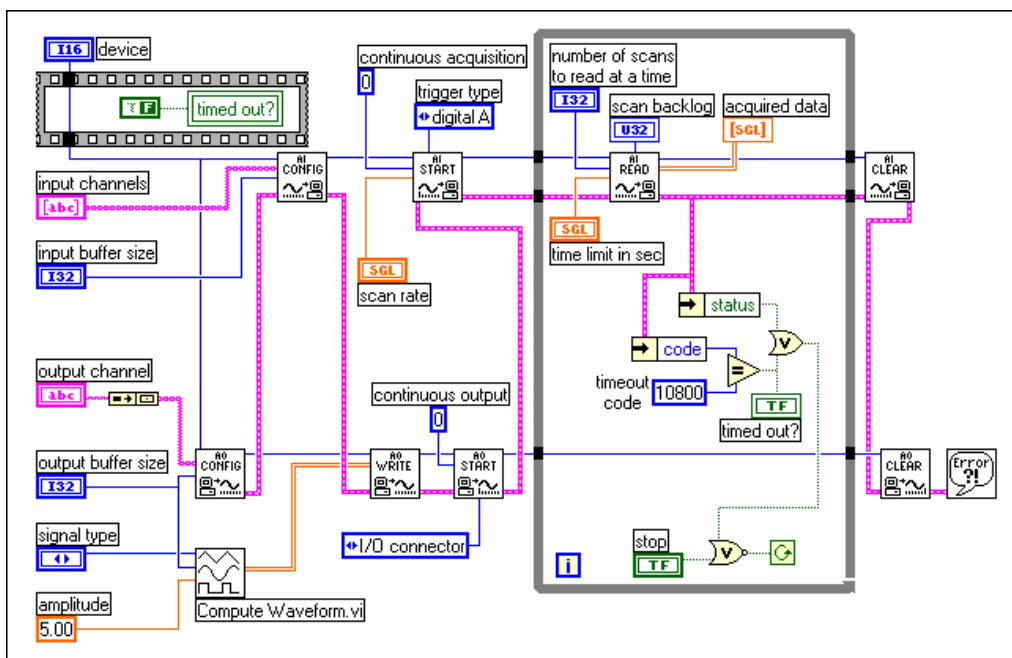 I16 device
continuous acquisition
0
trigger type
digital A
number of scans
to read at a time
I32
scan backlog
U32
acquired data
[SGL]
F
timed out?
AI
CONFIG
AI
START
AI
READ
AI
CLEAR
input channels
[abc]
input buffer size
I32
SGL
scan rate
SGL
time limit in sec
status
code
timeout
code
10800
TF
timed out?
output channel
abc
continuous output
0
output buffer size
I32
AO
CONFIG
AO
WRITE
AO
START
AO
CLEAR
Error
?!
signal type
I/O connector
stop
TF
i
Compute Waveform.vi
amplitude
5.00